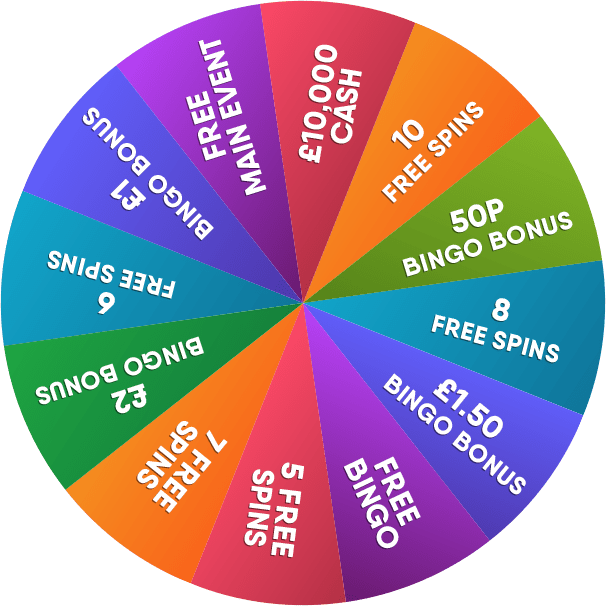 £10,000
CASH
10
FREE SPINS
50P
BINGO BONUS
8
FREE SPINS
£1.50
BINGO BONUS
FREE
BINGO
5 FREE
SPINS
7 FREE
SPINS
£2
BINGO BONUS
6
FREE SPINS
£1
BINGO BONUS
FREE
MAIN EVENT